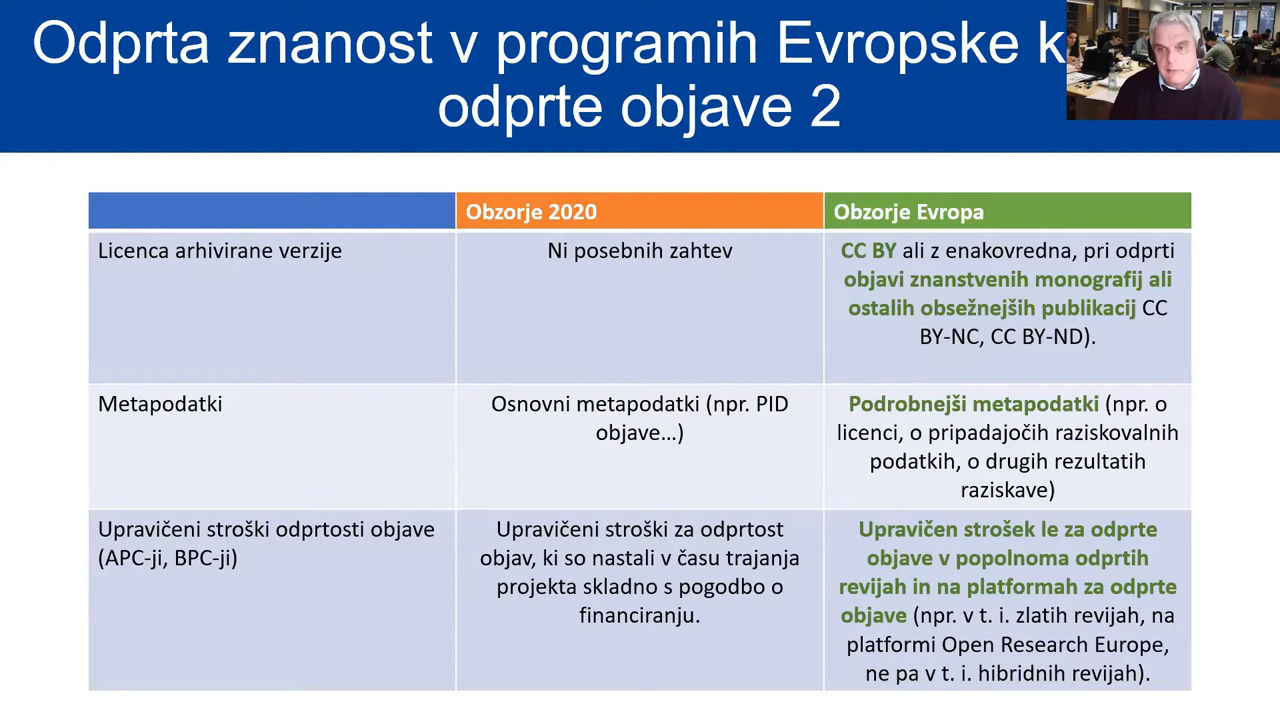 Odprta znanost v programih Evropske
odprte objave 2
Obzorje 2020
Obzorje Evropa
Licenca arhivirane verzije
Ni posebnih zahtev
CC BY ali z enakovredna, pri odprti
objavi znanstvenih monografij ali
ostalih obsežnejših publikacij CC
BY-NC, CC BY-ND).
Metapodatki
Osnovni metapodatki (npr. PID
objave...)
Podrobnejši metapodatki (npr. o
licenci, o pripadajočih raziskovalnih
podatkih, o drugih rezultatih
raziskave)
Upravičeni stroški odprtosti objave
(APC-ji, BPC-ji)
Upravičeni stroški za odprtost
objav, ki so nastali v času trajanja
projekta skladno s pogodbo o
financiranju.
Upravičen strošek le za odprte
objave v popolnoma odprtih
revijah in na platformah za odprte
objave (npr. v t. i. zlatih revijah, na
platformi Open Research Europe,
ne pa v t. i. hibridnih revijah).